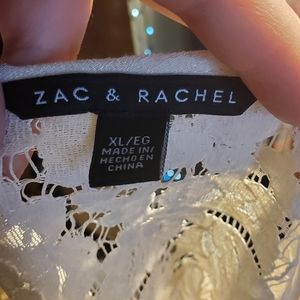 ZAC & RACHEL
XL/EG
MADE IN/
HECHO EN
CHINA